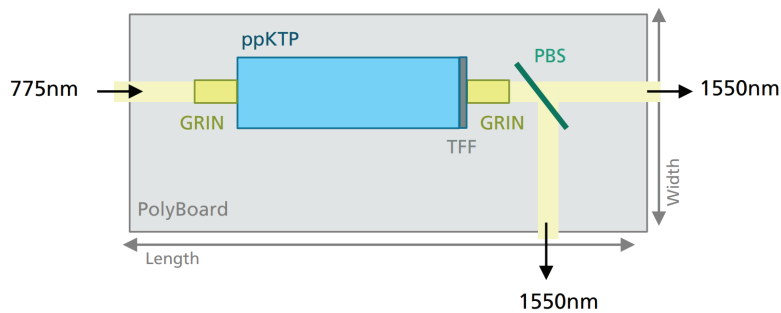 ppKTP
PBS
775nm
1550nm
GRIN
GRIN
TFF
PolyBoard
Width
Length
1550nm